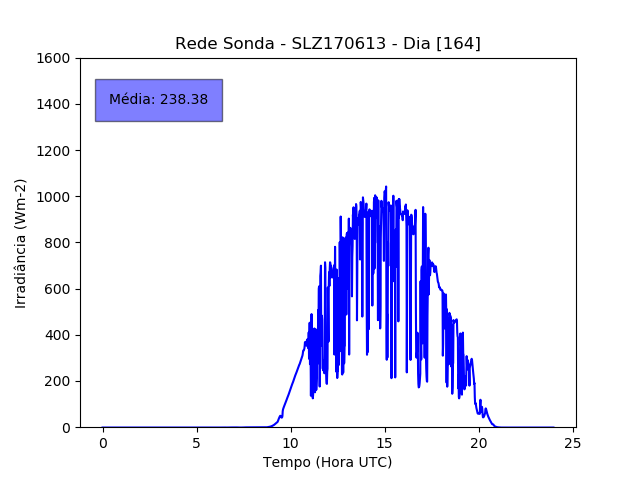 Rede Sonda - SLZ170613 - Dia [164]
1600
1400
1200
1000
800
600
400
200
0
Média: 238.38
Irradiância (Wm-2)
0 5 10 15 20 25
Tempo (Hora UTC)